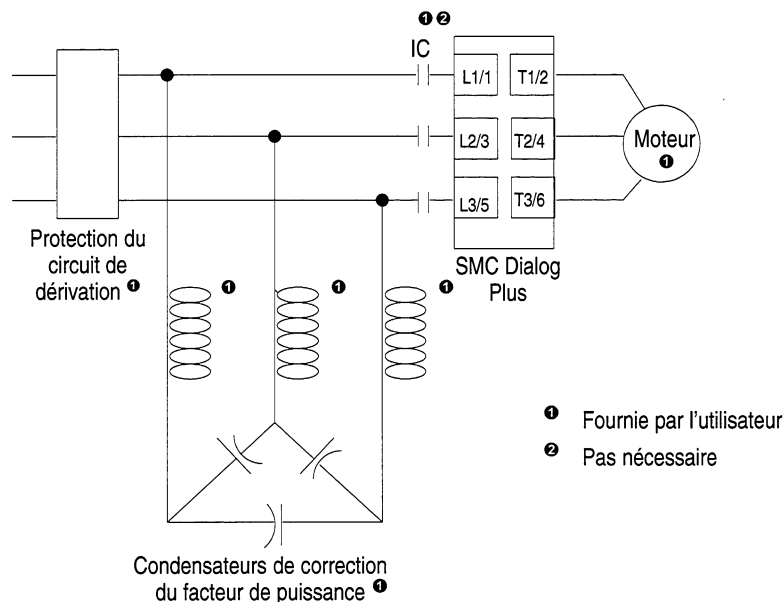 ❶ ❷
IC
L1/1 T1/2
L2/3 T2/4
L3/5 T3/6
Moteur
❶
Protection du
circuit de
dérivation ❶
SMC Dialog
Plus
❶ ❶ ❶
❶ Fournie par l'utilisateur
❷ Pas nécessaire
Condensateurs de correction
du facteur de puissance ❶